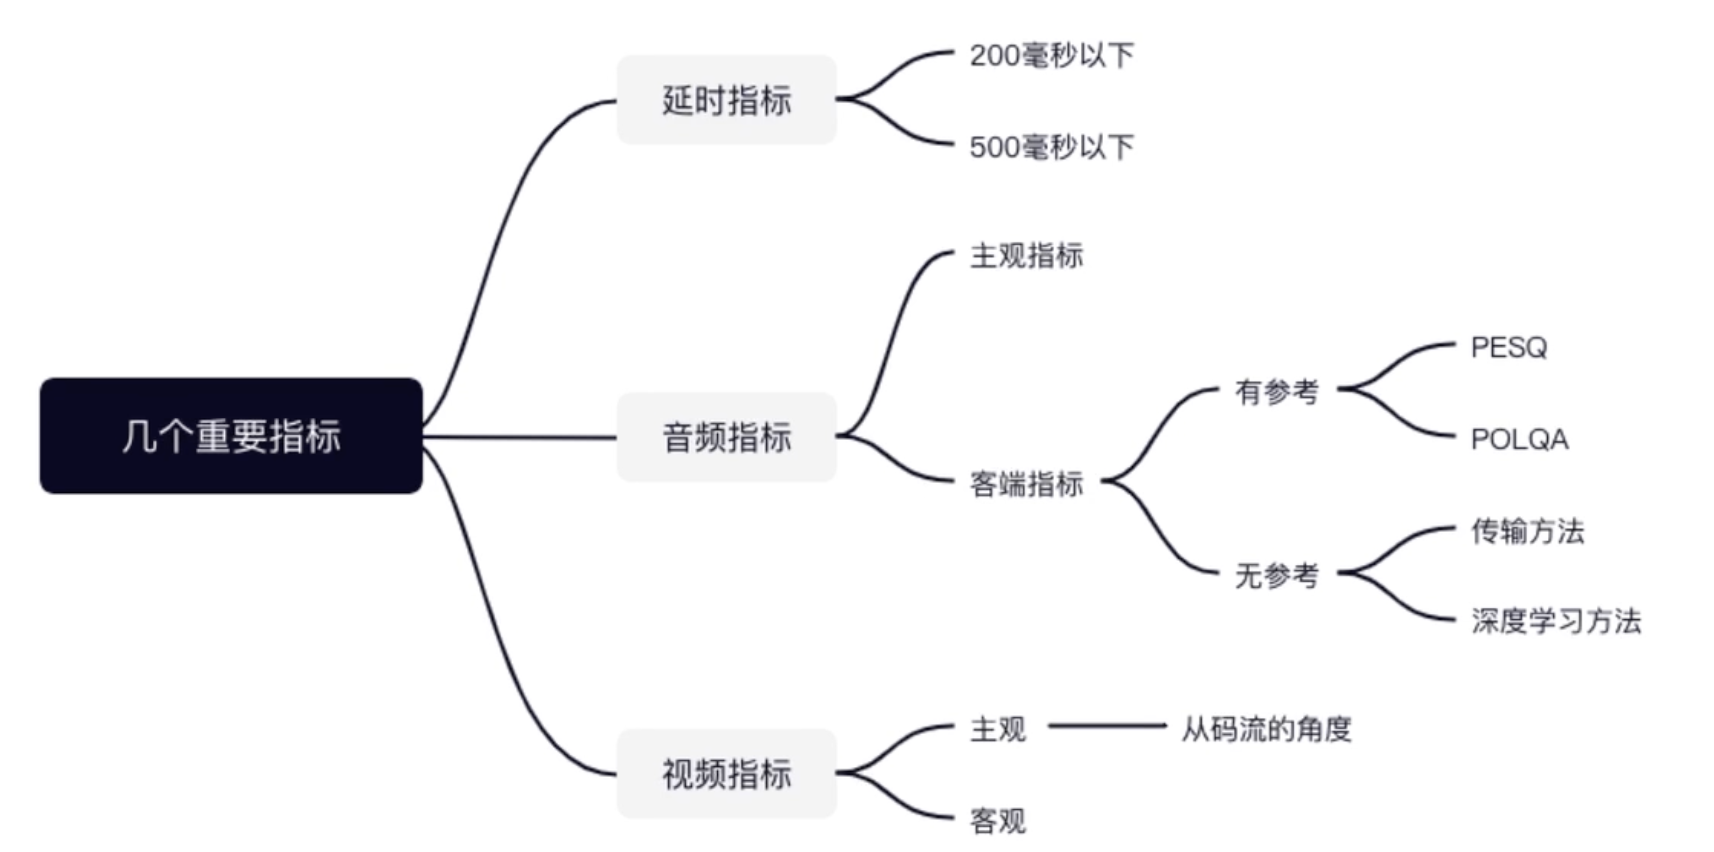 几个重要指标
延时指标
200毫秒以下
500毫秒以下
音频指标
主观指标
客端指标
有参考
PESQ
POLQA
无参考
传输方法
深度学习方法
视频指标
主观
从码流的角度
客观